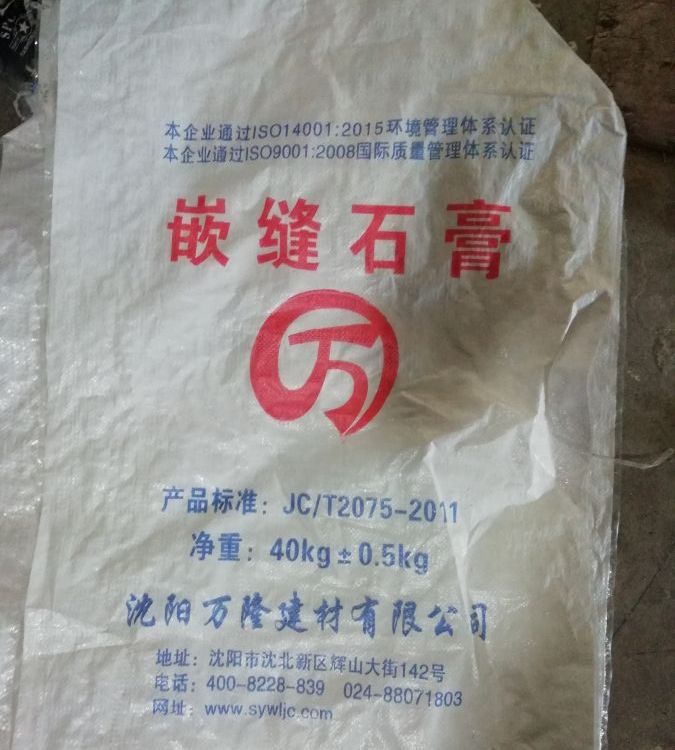 本企业通过ISO14001:2015环境管理体系认证
本企业通过ISO9001:2008国际质量管理体系认证
嵌缝石膏
万
产品标准：JC/T2075-2011
净重：40kg±0.5kg
沈阳万隆建材有限公司
地址：沈阳市沈北新区辉山大街142号
电话：400-8228-839 024-88071803
网址：www.sywljc.com